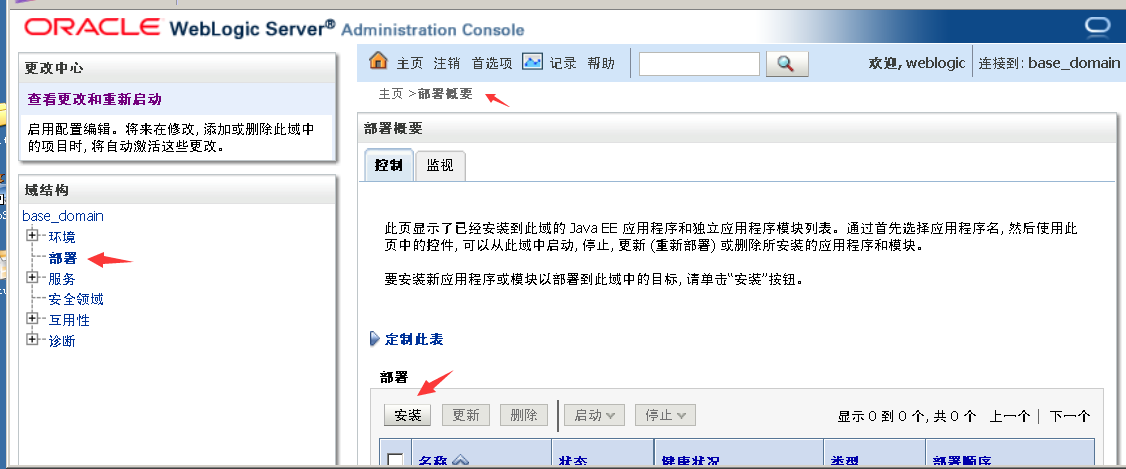 ORACLE WebLogic Server® Administration Console
更改中心
查看更改和重新启动
启用配置编辑。将来在修改, 添加或删除此域中
的项目时, 将自动激活这些更改。
域结构
base_domain
环境
部署
服务
安全领域
互用性
诊断
主页 注销 首选项 记录 帮助
欢迎, weblogic 连接到: base_domain
主页 >部署概要
部署概要
控制 监视
此页显示了已经安装到此域的 Java EE 应用程序和独立应用程序模块列表。通过首先选择应用程序名, 然后使用此
页中的控件, 可以从此域中启动, 停止, 更新 (重新部署) 或删除所安装的应用程序和模块。
要安装新应用程序或模块以部署到此域中的目标, 请单击“安装”按钮。
定制此表
部署
安装 更新 删除 启动 停止 显示 0 到 0 个, 共 0 个 上一个 | 下一个
名称 状态 健康状况 类型 部署顺序